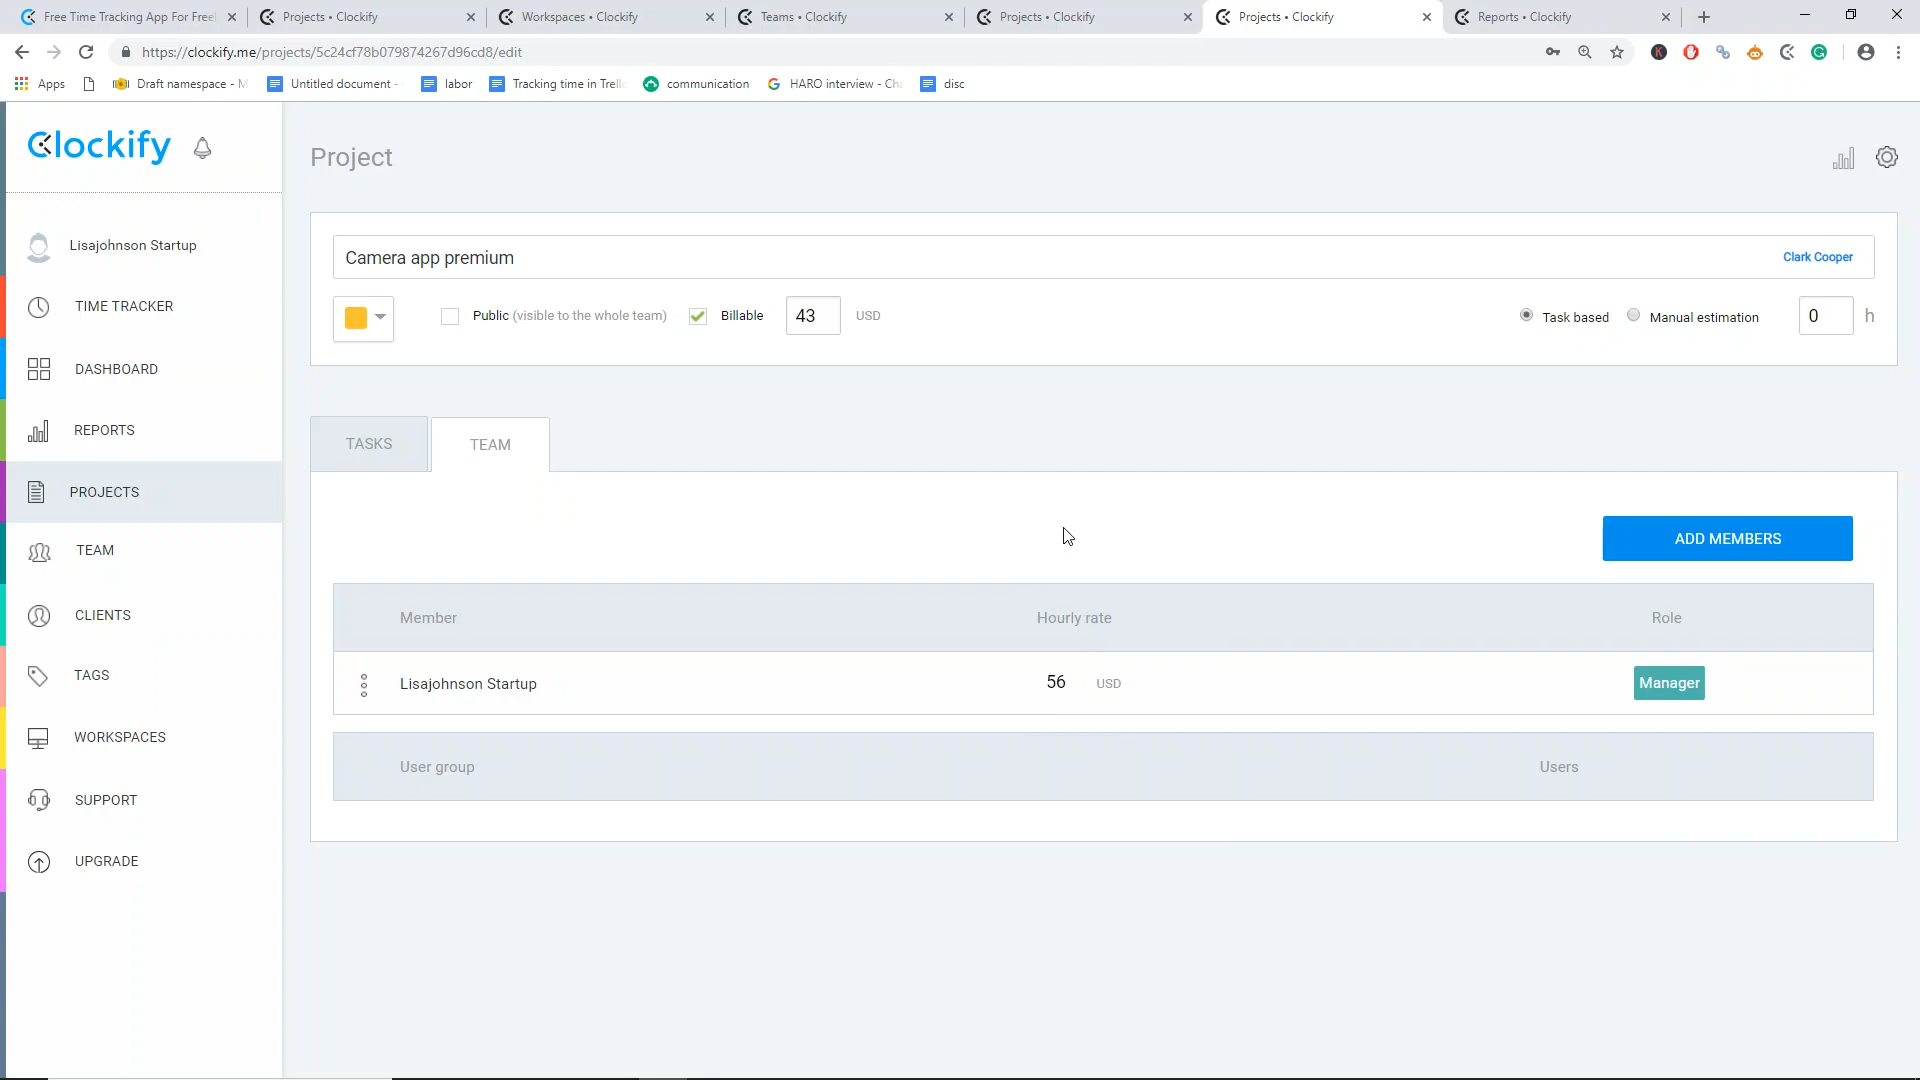 Free Time Tracking App For Free
Projects • Clockify
Workspaces • Clockify
Teams • Clockify
Projects • Clockify
Projects • Clockify
Reports • Clockify
https://clockify.me/projects/5c24cf78b079874267d96cd8/edit
Apps
Draft namespace - M
Untitled document -
labor
Tracking time in Trell
communication
HARO interview - Cha
disc
Clockify
Project
Lisajohnson Startup
Camera app premium
Clark Cooper
TIME TRACKER
Public (visible to the whole team)
Billable
43
USD
Task based
Manual estimation
0
h
DASHBOARD
REPORTS
TASKS
TEAM
PROJECTS
TEAM
ADD MEMBERS
CLIENTS
Member
Hourly rate
Role
TAGS
Lisajohnson Startup
56
USD
Manager
WORKSPACES
User group
Users
SUPPORT
UPGRADE